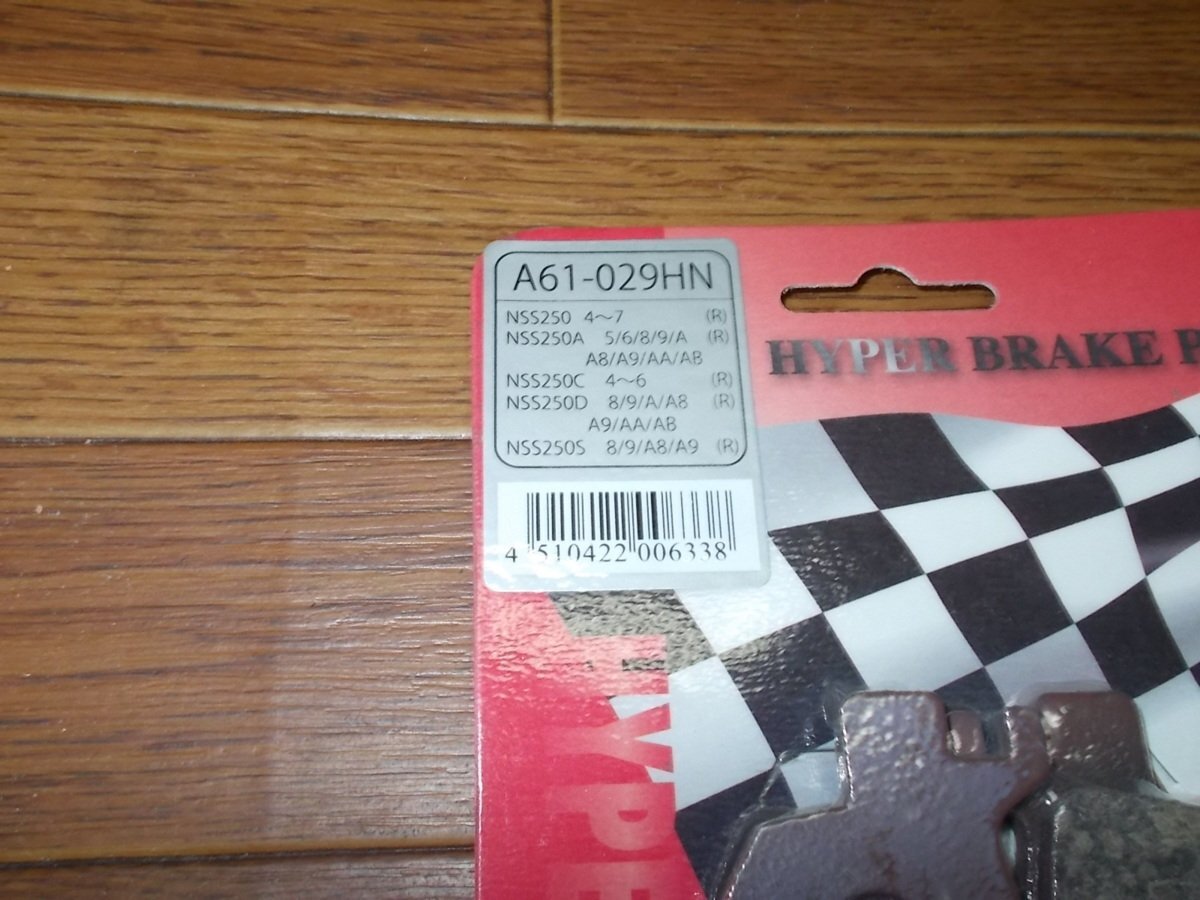 A61-029HN
NSS250 4～7 (R)
NSS250A 5/6/8/9/A (R)
A8/A9/AA/AB
NSS250C 4～6 (R)
NSS250D 8/9/A/A8 (R)
A9/AA/AB
NSS250S 8/9/A8/A9 (R)
4 510422 006338
HYPER BRAKE P
HYPE